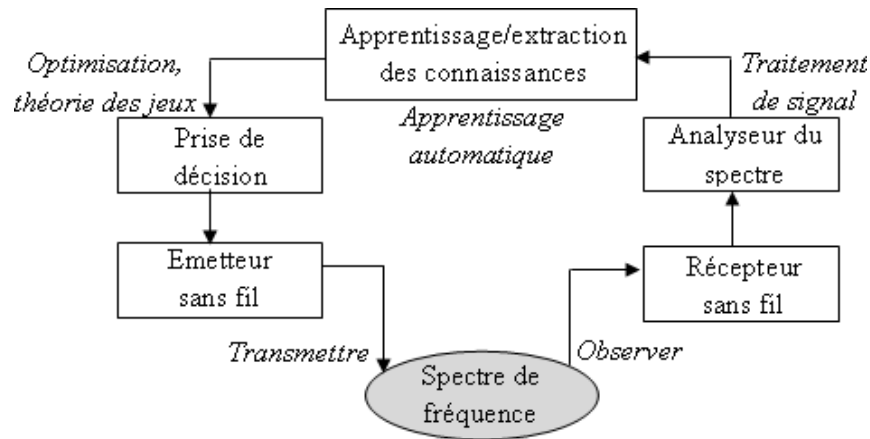 Apprentissage/extraction
des connaissances
Optimisation,
théorie des jeux
Apprentissage
automatique
Traitement
de signal
Prise de
décision
Analyseur du
spectre
Emetteur
sans fil
Récepteur
sans fil
Transmettre
Observer
Spectre de
fréquence